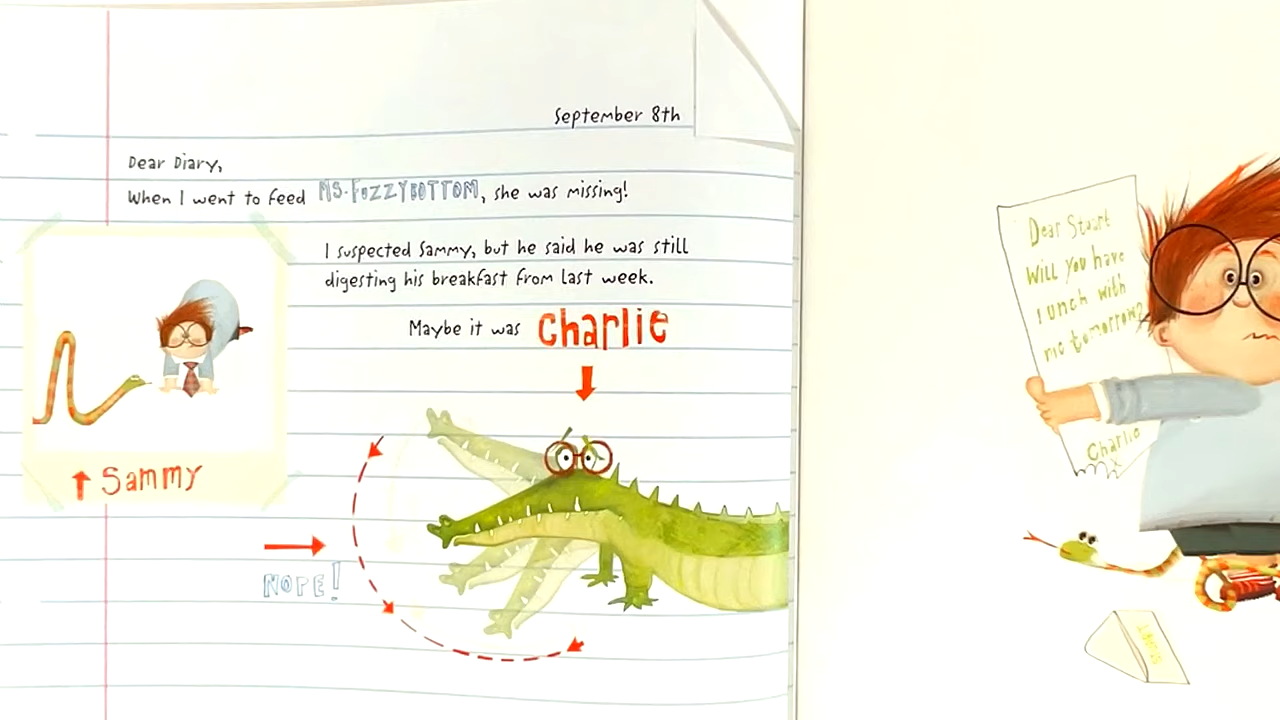 September 8th
Dear Diary,
When I went to feed MS. FUZZYBOTTOM, she was missing!
I suspected Sammy, but he said he was still
digesting his breakfast from last week.
Maybe it was Charlie
Sammy
NOPE!
Dear Stuart
Will you have
lunch with
me tomorrow?
Charlie